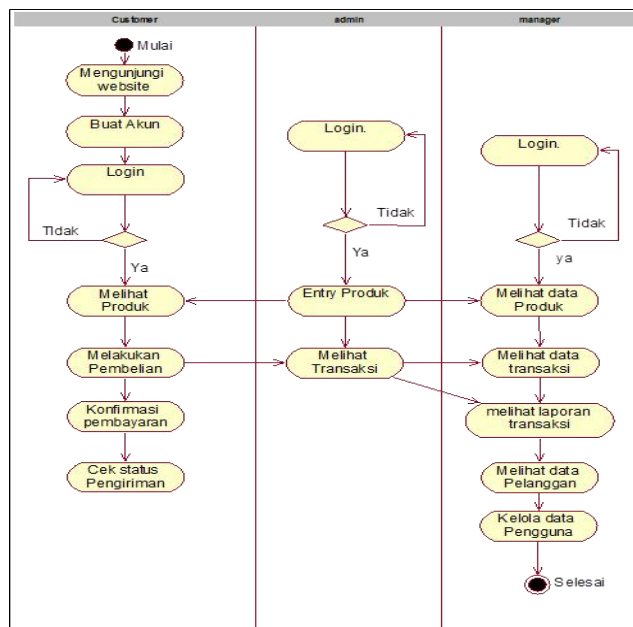 Customer
admin
manager
Mulai
Mengunjungi
website
Buat Akun
Login
TIdak
Ya
Melihat
Produk
Melakukan
Pembelian
Konfirmasi
pembayaran
Cek status
Pengiriman
Login.
Tidak
Ya
Entry Produk
Melihat
Transaksi
Login.
Tidak
ya
Melihat data
Produk
Melihat data
transaksi
melihat laporan
transaksi
Melihat data
Pelanggan
Kelola data
Pengguna
Selesai